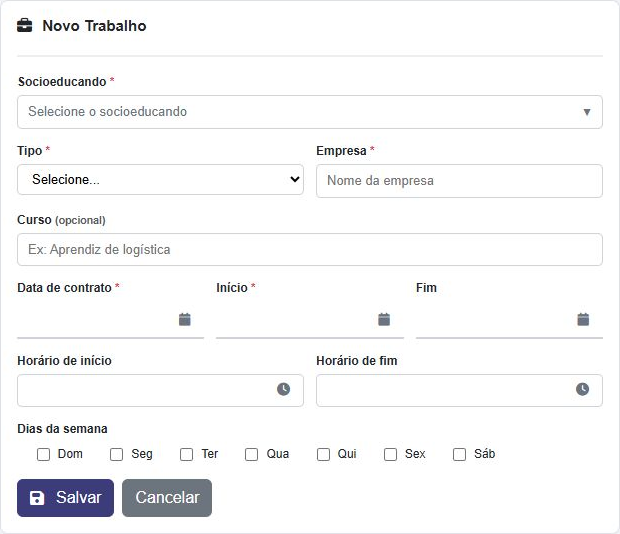 Novo Trabalho
Socioeducando *
Selecione o socioeducando
Tipo * Empresa *
Selecione... Nome da empresa
Curso (opcional)
Ex: Aprendiz de logística
Data de contrato * Início * Fim
Horário de início Horário de fim
Dias da semana
Dom Seg Ter Qua Qui Sex Sáb
Salvar Cancelar